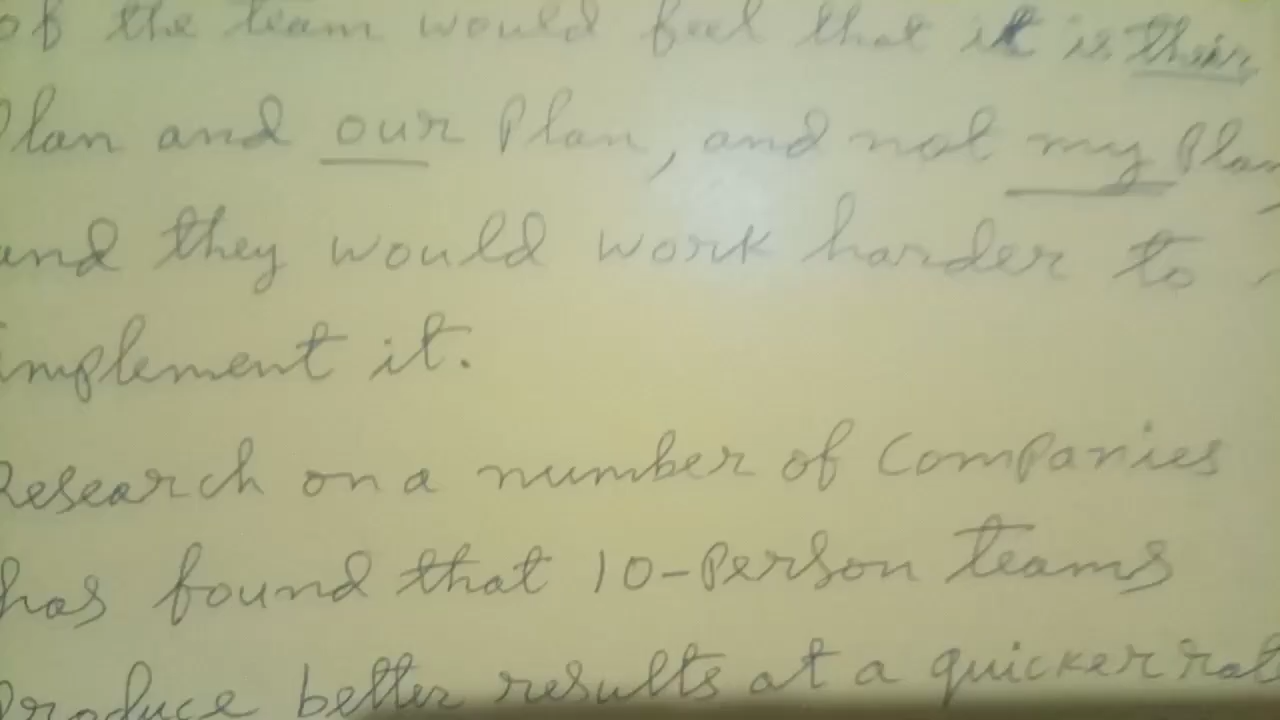 of the team would feel that it is their
Plan and our Plan, and not my Plan,
and they would work harder to
implement it.
Research on a number of Companies
has found that 10-Person teams
Produce better results at a quicker rate